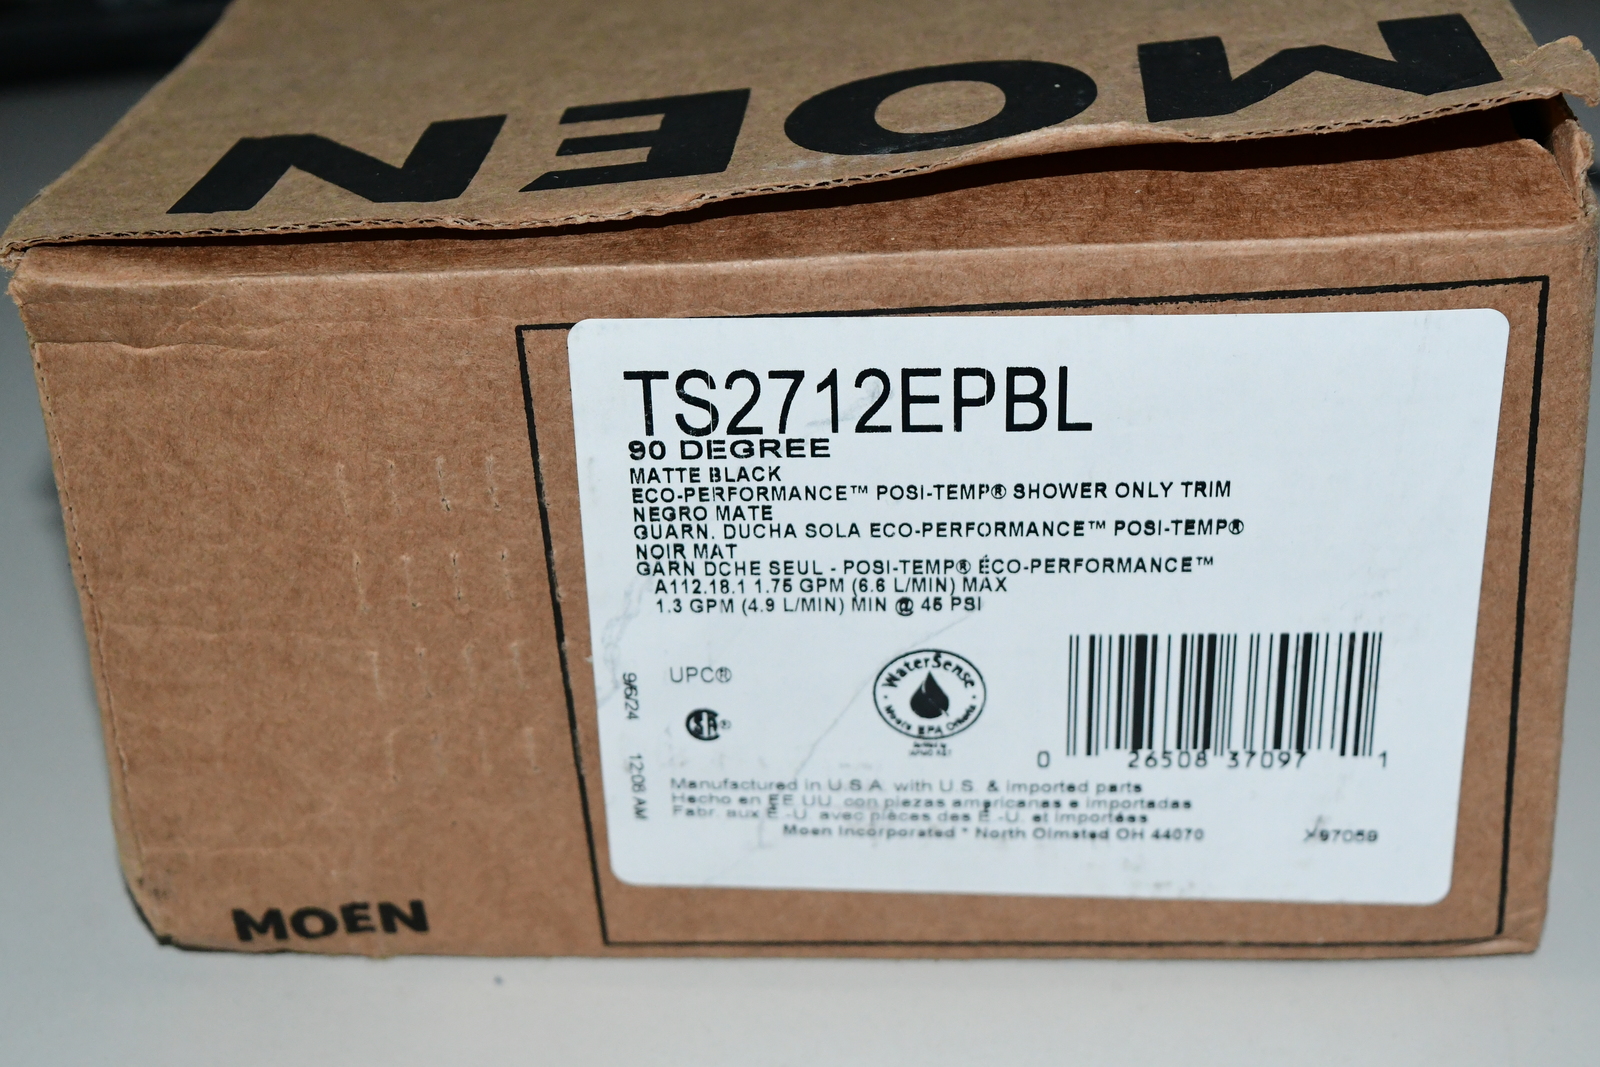 MOEN
TS2712EPBL
90 DEGREE
MATTE BLACK
ECO-PERFORMANCE™ POSI-TEMP® SHOWER ONLY TRIM
NEGRO MATE
GUARN. DUCHA SOLA ECO-PERFORMANCE™ POSI-TEMP®
NOIR MAT
GARN DCHE SEUL - POSI-TEMP® ÉCO-PERFORMANCE™
A112.18.1 1.75 GPM (6.6 L/MIN) MAX
1.3 GPM (4.9 L/MIN) MIN @ 45 PSI
9/6/24 12:08 AM
UPC®
WaterSense
Meets EPA Criteria
0 26508 37097 1
Manufactured in U.S.A. with U.S. & imported parts
Hecho en EE.UU. con piezas americanas e importadas
Fabr. aux É.-U. avec pièces des É.-U. et importées
Moen Incorporated * North Olmsted OH 44070
MOEN